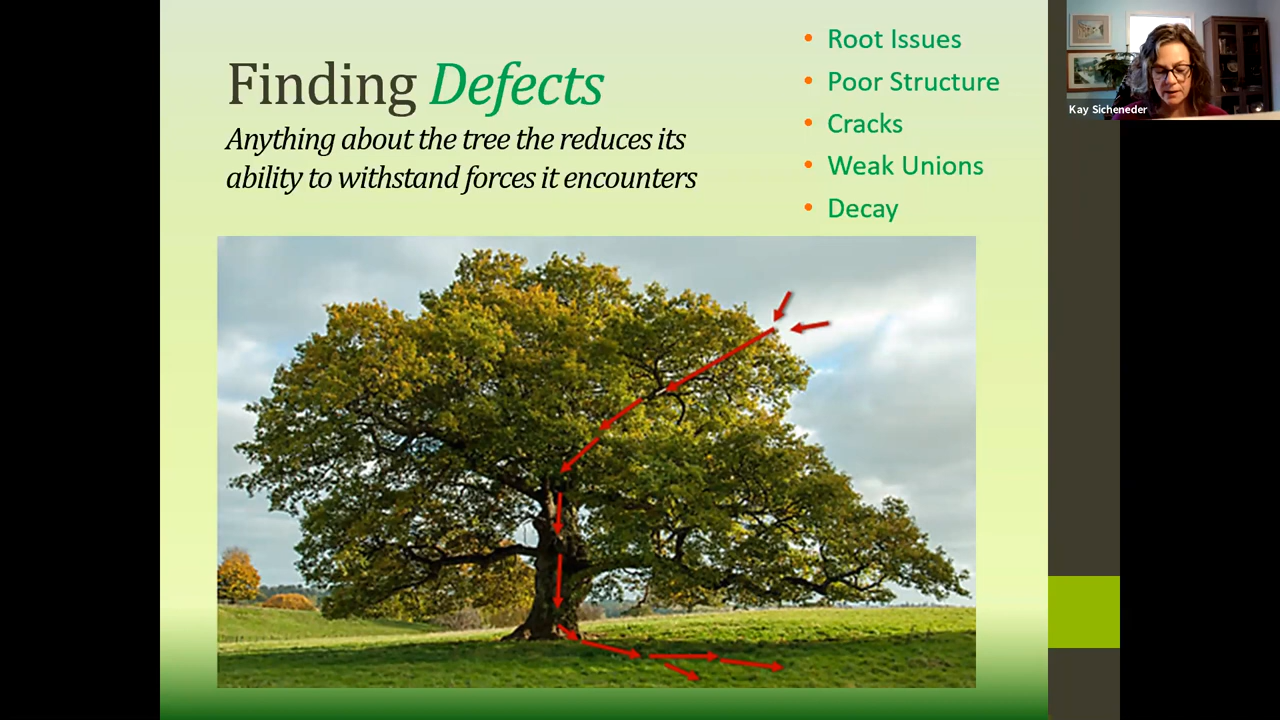 Finding Defects
Anything about the tree the reduces its
ability to withstand forces it encounters
• Root Issues
• Poor Structure
• Cracks
• Weak Unions
• Decay
Kay Sicheneder